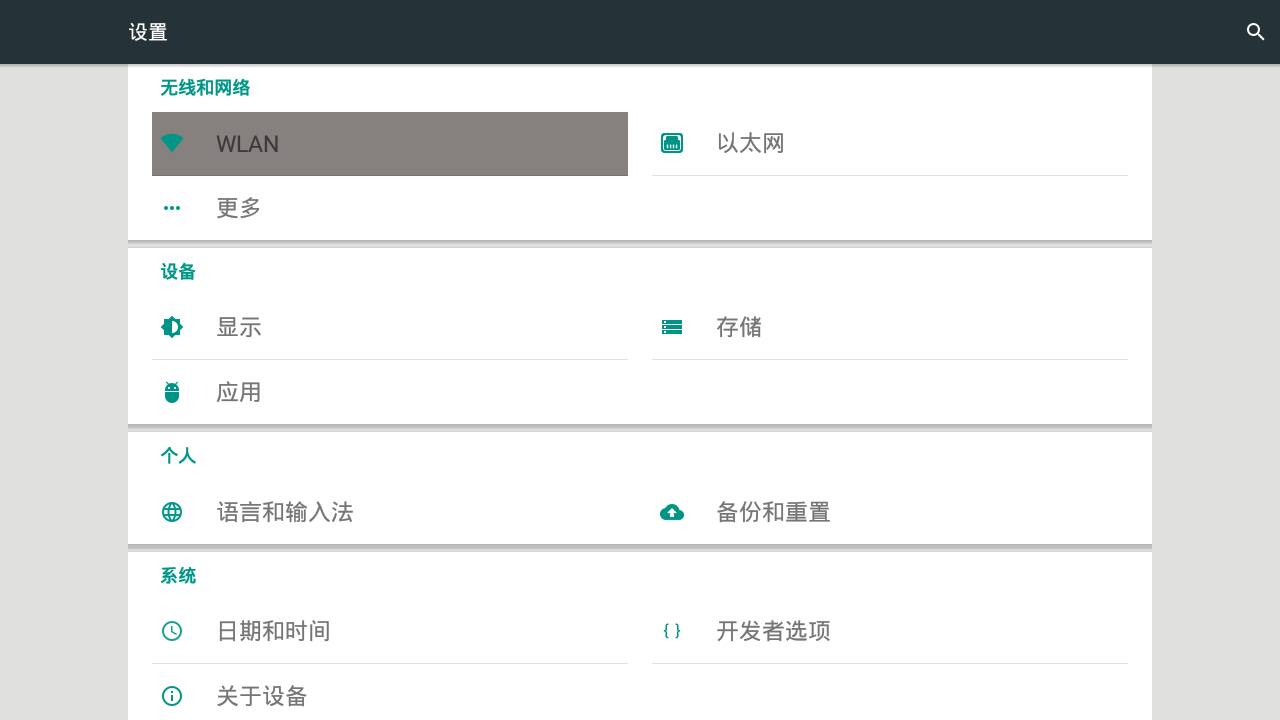 设置
无线和网络
WLAN
以太网
更多
设备
显示
存储
应用
个人
语言和输入法
备份和重置
系统
日期和时间
开发者选项
关于设备